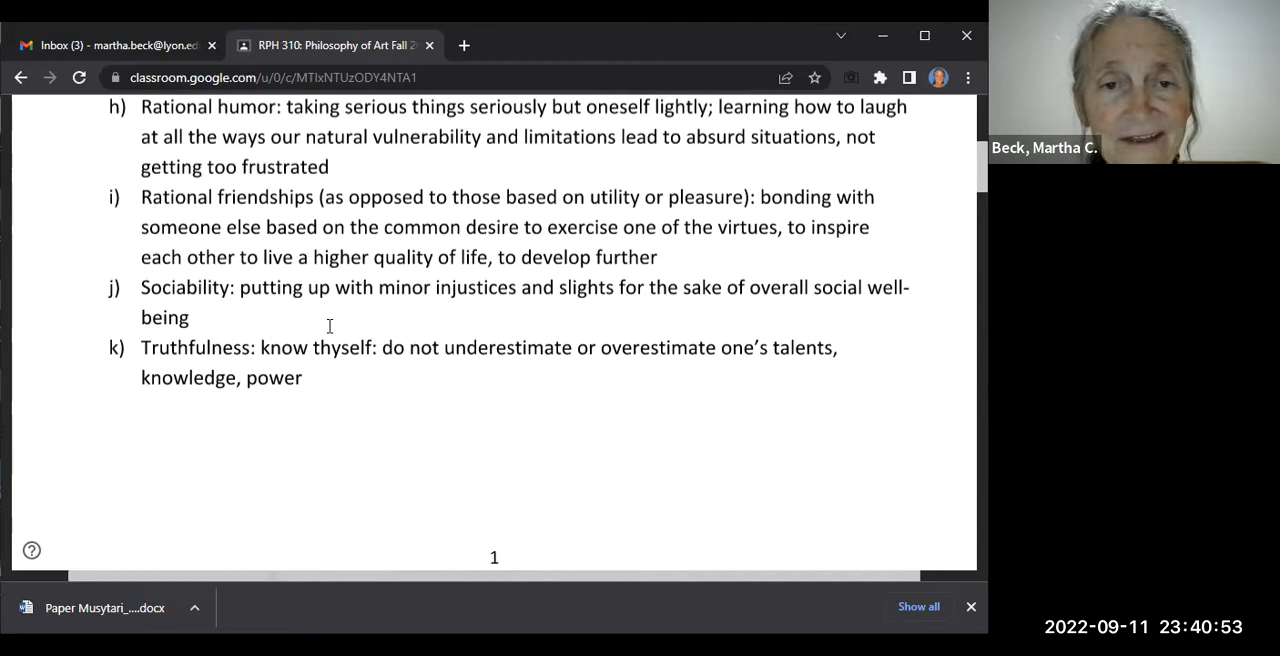 Inbox (3) - martha.beck@lyon.ed
RPH 310: Philosophy of Art Fall 2
classroom.google.com/u/0/c/MTIxNTUzODY4NTA1
h) Rational humor: taking serious things seriously but oneself lightly; learning how to laugh
at all the ways our natural vulnerability and limitations lead to absurd situations, not
getting too frustrated
i) Rational friendships (as opposed to those based on utility or pleasure): bonding with
someone else based on the common desire to exercise one of the virtues, to inspire
each other to live a higher quality of life, to develop further
j) Sociability: putting up with minor injustices and slights for the sake of overall social well-
being
k) Truthfulness: know thyself: do not underestimate or overestimate one's talents,
knowledge, power
1
Paper Musytari_....docx
Show all
Beck, Martha C.
2022-09-11 23:40:53